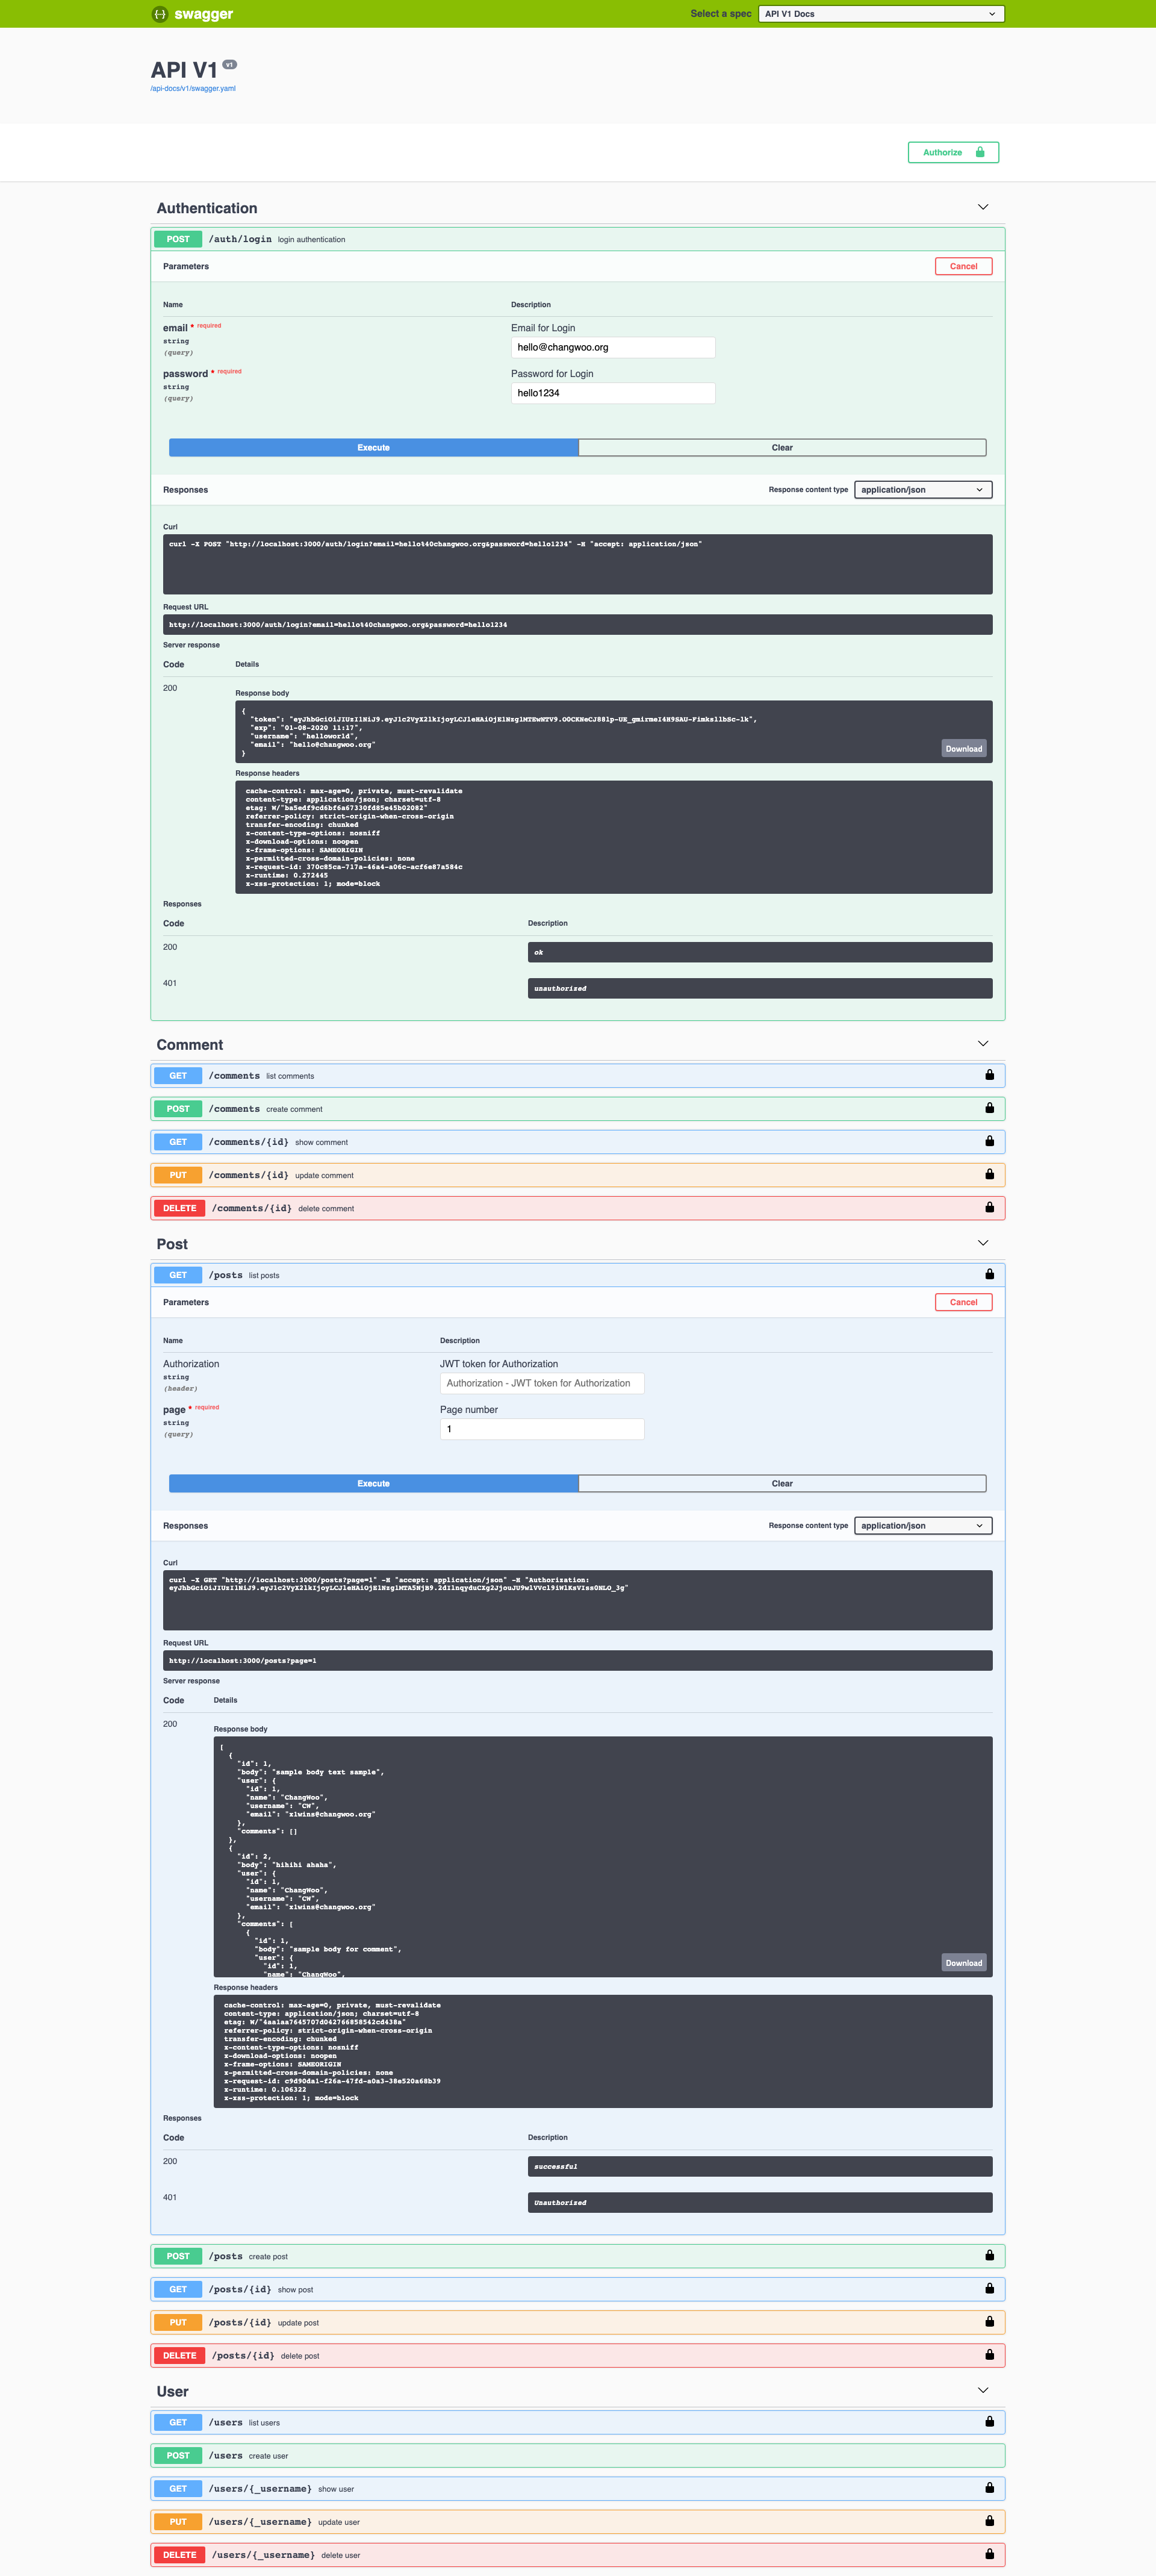 swagger
Select a spec
API V1 Docs
API V1 v1
/api-docs/v1/swagger.yaml
Authorize
Authentication
POST /auth/login login authentication
Parameters
Cancel
Name Description
email * required
string
(query)
Email for Login
hello@changwoo.org
password * required
string
(query)
Password for Login
hello1234
Execute
Clear
Responses
Response content type
application/json
Curl
curl -X POST "http://localhost:3000/auth/login?email=hello%40changwoo.org&password=hello1234" -H "accept: application/json"
Request URL
http://localhost:3000/auth/login?email=hello%40changwoo.org&password=hello1234
Server response
Code Details
200
Response body
{
"token":
"exp": "01-08-2020 11:17",
"username": "helloworld",
"email": "hello@changwoo.org"
}
Download
Response headers
cache-control: max-age=0, private, must-revalidate
content-type: application/json; charset=utf-8
etag: W/"ba5edf9cd6bf6a67330fd85e45b02082"
referrer-policy: strict-origin-when-cross-origin
transfer-encoding: chunked
x-content-type-options: nosniff
x-download-options: noopen
x-frame-options: SAMEORIGIN
x-permitted-cross-domain-policies: none
x-request-id: 370c85ca-717a-46a4-a06c-acf6e87a584c
x-runtime: 0.272445
x-xss-protection: 1; mode=block
Responses
Code Description
200
ok
401
unauthorized
Comment
GET /comments list comments
POST /comments create comment
GET /comments/{id} show comment
PUT /comments/{id} update comment
DELETE /comments/{id} delete comment
Post
GET /posts list posts
Parameters
Cancel
Name Description
Authorization
string
(header)
JWT token for Authorization
Authorization - JWT token for Authorization
page * required
string
(query)
Page number
1
Execute
Clear
Responses
Response content type
application/json
Curl
curl -X GET "http://localhost:3000/posts?page=1" -H "accept: application/json" -H "Authorization:
Request URL
http://localhost:3000/posts?page=1
Server response
Code Details
200
Response body
[
{
"id": 1,
"body": "sample body text sample",
"user": {
"id": 1,
"name": "ChangWoo",
"username": "CW",
"email": "xlwins@changwoo.org"
},
"comments": []
},
{
"id": 2,
"body": "hihihi ahaha",
"user": {
"id": 1,
"name": "ChangWoo",
"username": "CW",
"email": "xlwins@changwoo.org"
},
"comments": [
{
"id": 1,
"body": "sample body for comment",
"user": {
"id": 1,
"name": "ChangWoo",
Download
Response headers
cache-control: max-age=0, private, must-revalidate
content-type: application/json; charset=utf-8
etag: W/"4aa1aa7645707d042766858542cd438a"
referrer-policy: strict-origin-when-cross-origin
transfer-encoding: chunked
x-content-type-options: nosniff
x-download-options: noopen
x-frame-options: SAMEORIGIN
x-permitted-cross-domain-policies: none
x-request-id: c9d90da1-f26a-47fd-a0a3-38e520a68b39
x-runtime: 0.106322
x-xss-protection: 1; mode=block
Responses
Code Description
200
successful
401
Unauthorized
POST /posts create post
GET /posts/{id} show post
PUT /posts/{id} update post
DELETE /posts/{id} delete post
User
GET /users list users
POST /users create user
GET /users/{_username} show user
PUT /users/{_username} update user
DELETE /users/{_username} delete user